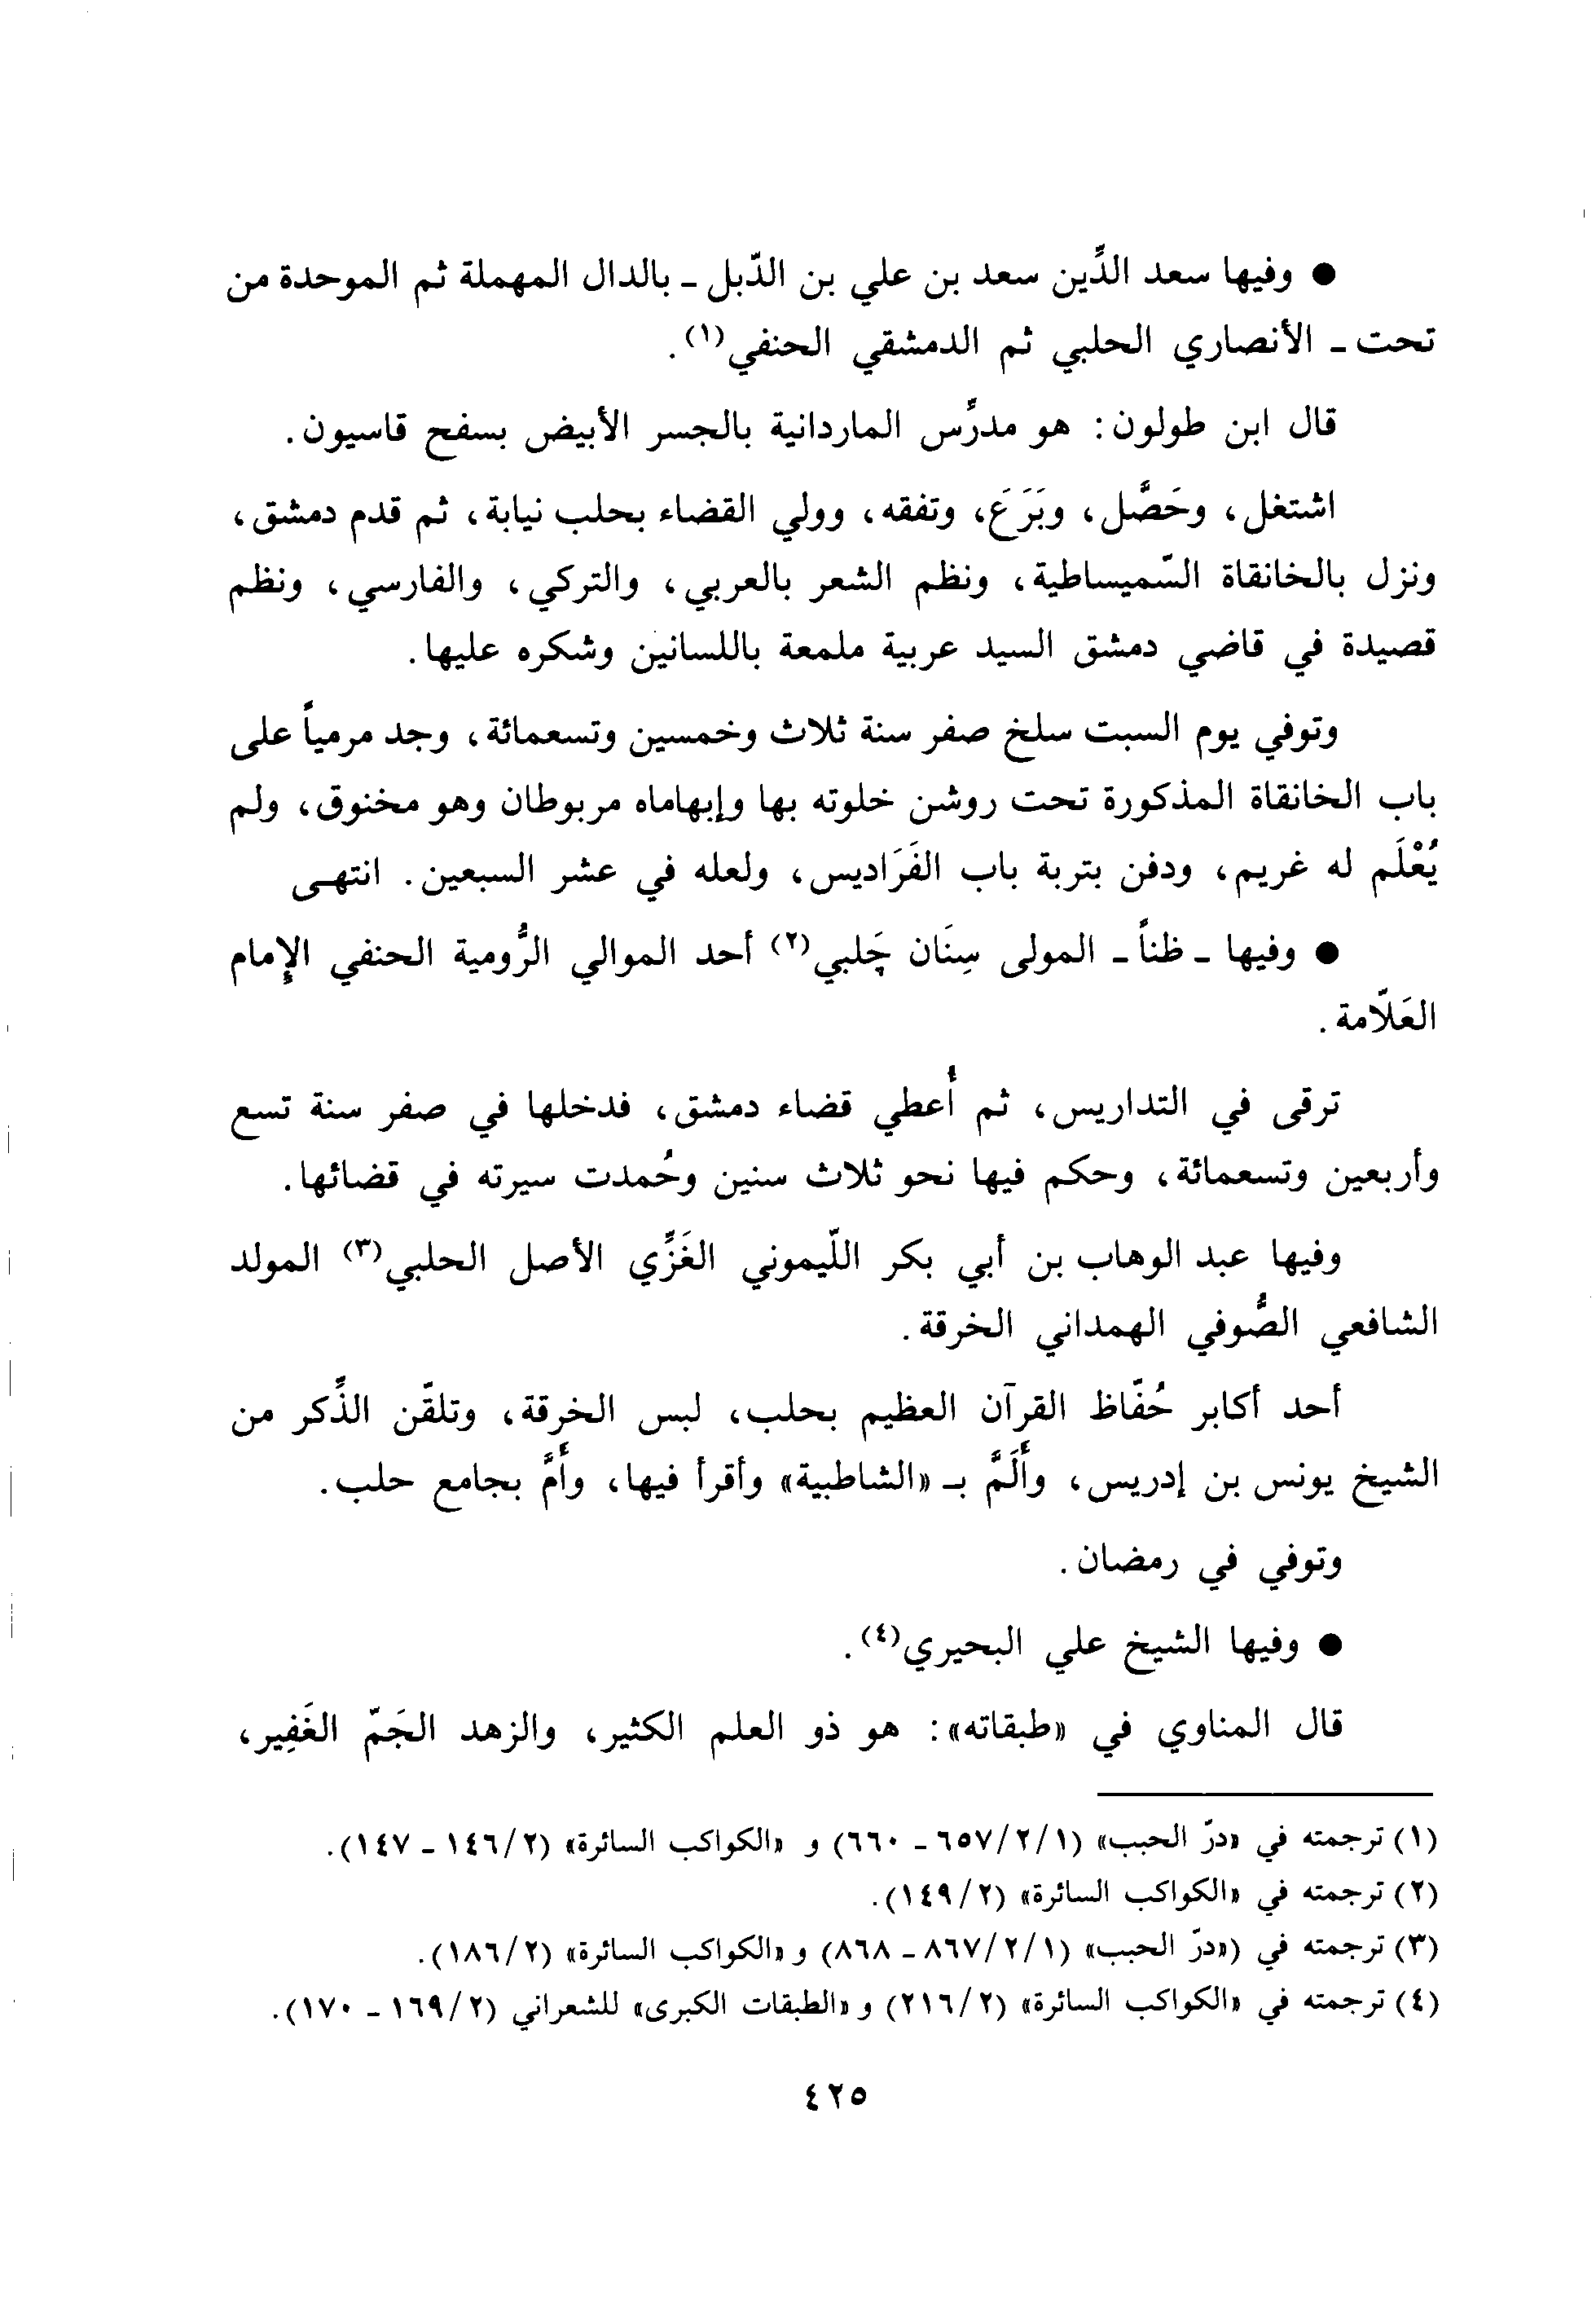 ● وفيها سعد الدِّين سعد بن علي بن الدّبل - بالدال المهملة ثم الموحدة من
تحت - الأنصاري الحلبي ثم الدمشقي الحنفي(١).
قال ابن طولون: هو مدرِّس الماردانية بالجسر الأبيض بسفح قاسيون.
اشتغل، وحَصَّل، وبَرَعَ، وتفقه، وولي القضاء بحلب نيابة، ثم قدم دمشق،
ونزل بالخانقاة السّميساطية، ونظم الشعر بالعربي، والتركي، والفارسي، ونظم
قصيدة في قاضي دمشق السيد عربية ملمعة باللسانين وشكره عليها.
وتوفي يوم السبت سلخ صفر سنة ثلاث وخمسين وتسعمائة، وجد مرمياً على
باب الخانقاة المذكورة تحت روشن خلوته بها وإبهاماه مربوطان وهو مخنوق، ولم
يُعْلَم له غريم، ودفن بتربة باب الفَرَاديس، ولعله في عشر السبعين. انتهى
● وفيها - ظناً - المولى سِنَان چَلبي(٢) أحد الموالي الرُّومية الحنفي الإمام
العَلّامة.
ترقى في التداريس، ثم أُعطي قضاء دمشق، فدخلها في صفر سنة تسع
وأربعين وتسعمائة، وحكم فيها نحو ثلاث سنين وحُمدت سيرته في قضائها.
وفيها عبد الوهاب بن أبي بكر اللّيموني الغَزِّي الأصل الحلبي(٣) المولد
الشافعي الصُّوفي الهمداني الخرقة.
أحد أكابر حُفّاظ القرآن العظيم بحلب، لبس الخرقة، وتلقّن الذِّكر من
الشيخ يونس بن إدريس، وأَلَمَّ بـ «الشاطبية» وأقرأ فيها، وأَمَّ بجامع حلب.
وتوفي في رمضان.
● وفيها الشيخ علي البحيري(٤).
قال المناوي في «طبقاته»: هو ذو العلم الكثير، والزهد الجَمّ الغَفِير،
(١) ترجمته في «درّ الحبب» (١/٢/٦٥٧ - ٦٦٠) و «الكواكب السائرة» (٢/١٤٦ - ١٤٧).
(٢) ترجمته في «الكواكب السائرة» (٢/١٤٩).
(٣) ترجمته في («درّ الحبب» (١/٢/٨٦٧ - ٨٦٨) و«الكواكب السائرة» (٢/١٨٦).
(٤) ترجمته في «الكواكب السائرة» (٢/٢١٦) و«الطبقات الكبرى» للشعراني (٢/١٦٩ - ١٧٠).
٤٢٥